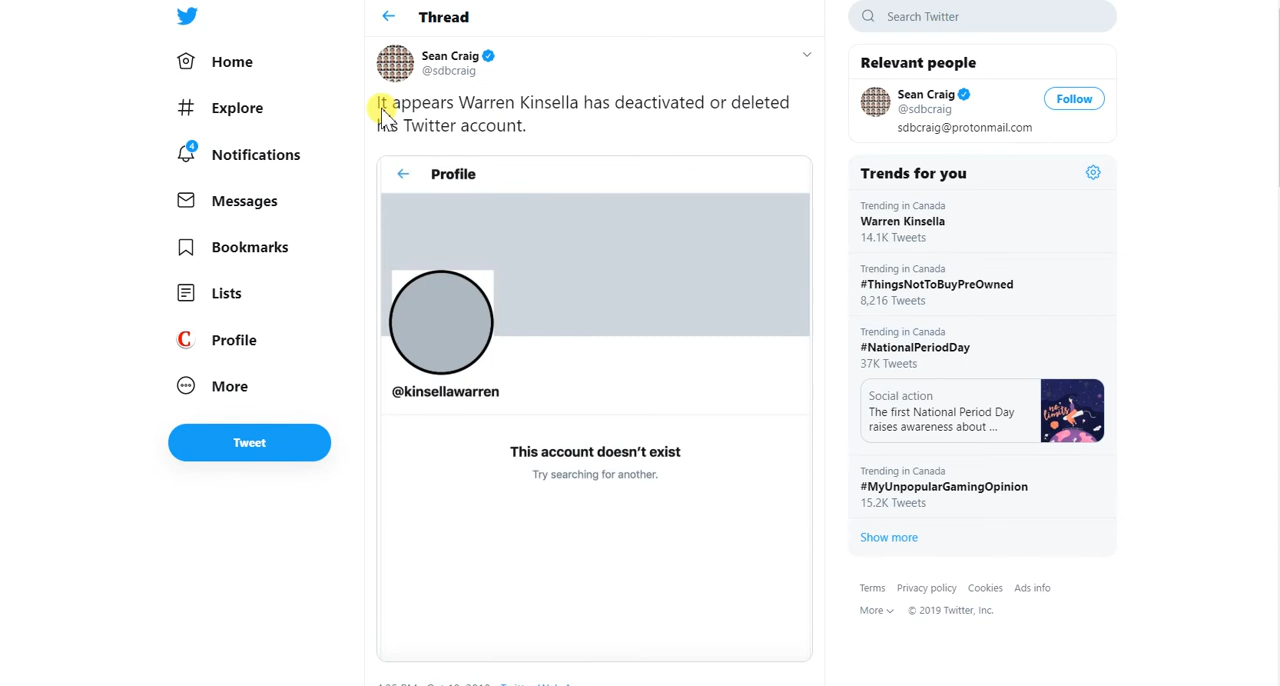 Home
Explore
4
Notifications
Messages
Bookmarks
Lists
C
Profile
More
Tweet
Thread
Sean Craig
@sdbcraig
It appears Warren Kinsella has deactivated or deleted
his Twitter account.
Profile
@kinsellawarren
This account doesn't exist
Try searching for another.
Search Twitter
Relevant people
Sean Craig
@sdbcraig
Follow
sdbcraig@protonmail.com
Trends for you
Trending in Canada
Warren Kinsella
14.1K Tweets
Trending in Canada
#ThingsNotToBuyPreOwned
8,216 Tweets
Trending in Canada
#NationalPeriodDay
37K Tweets
Social action
The first National Period Day
raises awareness about ...
no limits
Trending in Canada
#MyUnpopularGamingOpinion
15.2K Tweets
Show more
Terms Privacy policy Cookies Ads info
More © 2019 Twitter, Inc.